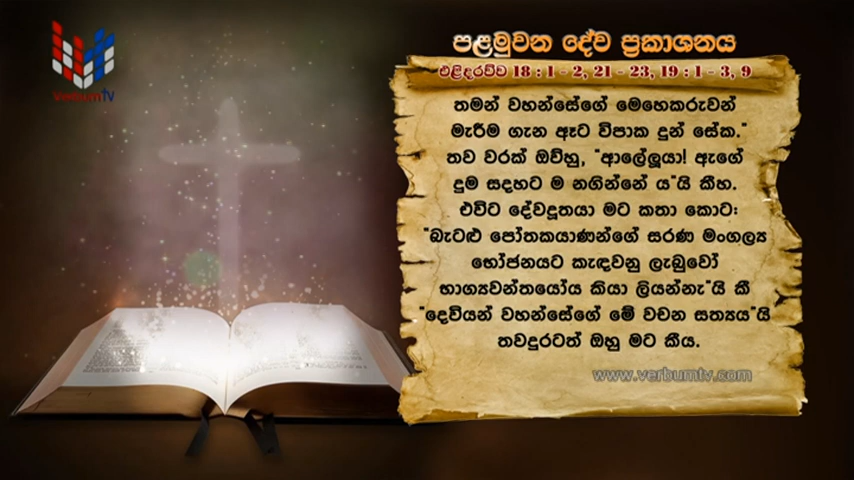 VerbumTV
පළමුවන දේව ප්‍රකාශනය
එළිදරව්ව 18 : 1 - 2, 21 - 23, 19 : 1 - 3, 9
තමන් වහන්සේගේ මෙහෙකරුවන්
මැරීම ගැන ඈට විපාක දුන් සේක."
තව වරක් ඔව්හු, "ආලේලූයා! ඇගේ
දුම සදහට ම නගින්නේ ය"යි කීහ.
එවිට දේවදූතයා මට කතා කොට:
"බැටළු පෝතකයාණන්ගේ සරණ මංගල්‍ය
භෝජනයට කැඳවනු ලැබුවෝ
භාග්‍යවන්තයෝය කියා ලියන්නැ"යි කී
"දෙවියන් වහන්සේගේ මේ වචන සත්‍යය"යි
තවදුරටත් ඔහු මට කීය.
www.verbumtv.com